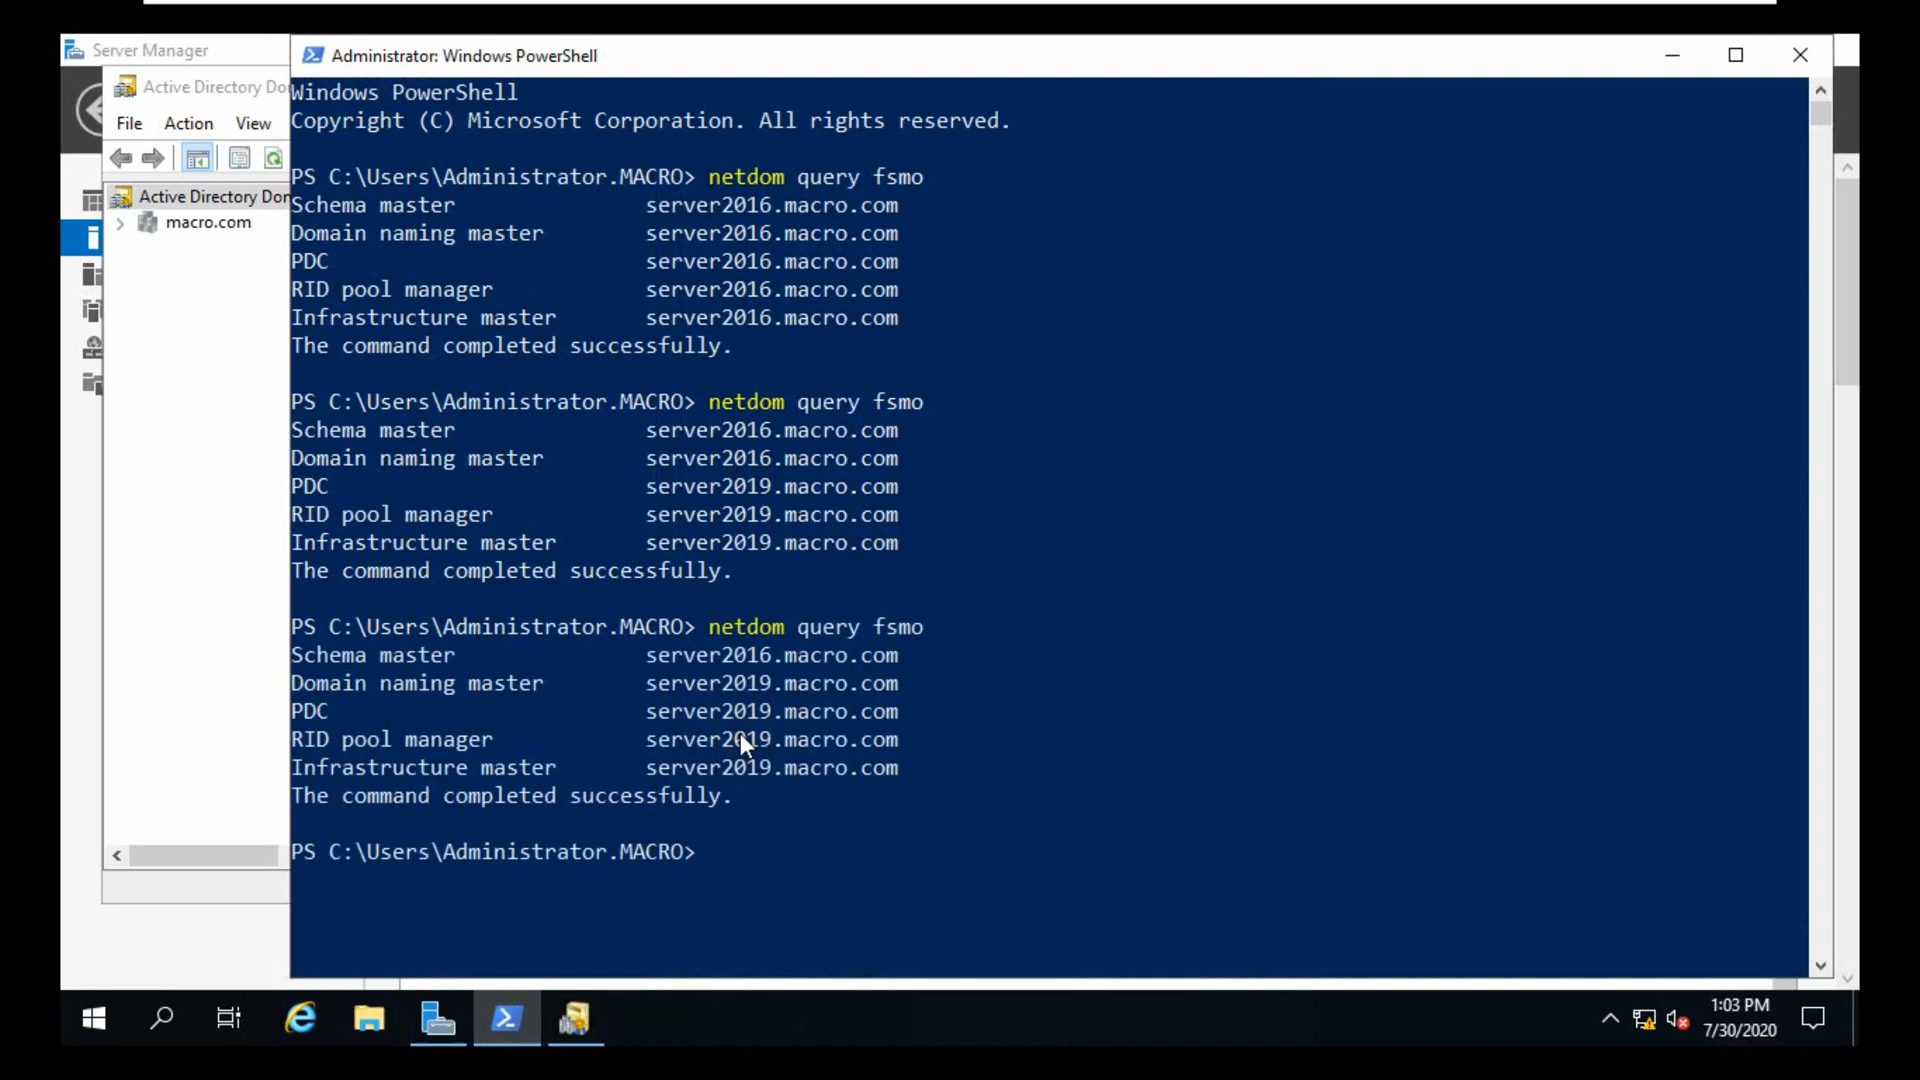 Server Manager
Administrator: Windows PowerShell
Active Directory Do
File Action View
Active Directory Don
macro.com
Windows PowerShell
Copyright (C) Microsoft Corporation. All rights reserved.
PS C:\Users\Administrator.MACRO> netdom query fsmo
Schema master server2016.macro.com
Domain naming master server2016.macro.com
PDC server2016.macro.com
RID pool manager server2016.macro.com
Infrastructure master server2016.macro.com
The command completed successfully.
PS C:\Users\Administrator.MACRO> netdom query fsmo
Schema master server2016.macro.com
Domain naming master server2016.macro.com
PDC server2019.macro.com
RID pool manager server2019.macro.com
Infrastructure master server2019.macro.com
The command completed successfully.
PS C:\Users\Administrator.MACRO> netdom query fsmo
Schema master server2016.macro.com
Domain naming master server2019.macro.com
PDC server2019.macro.com
RID pool manager server2019.macro.com
Infrastructure master server2019.macro.com
The command completed successfully.
PS C:\Users\Administrator.MACRO>
1:03 PM
7/30/2020